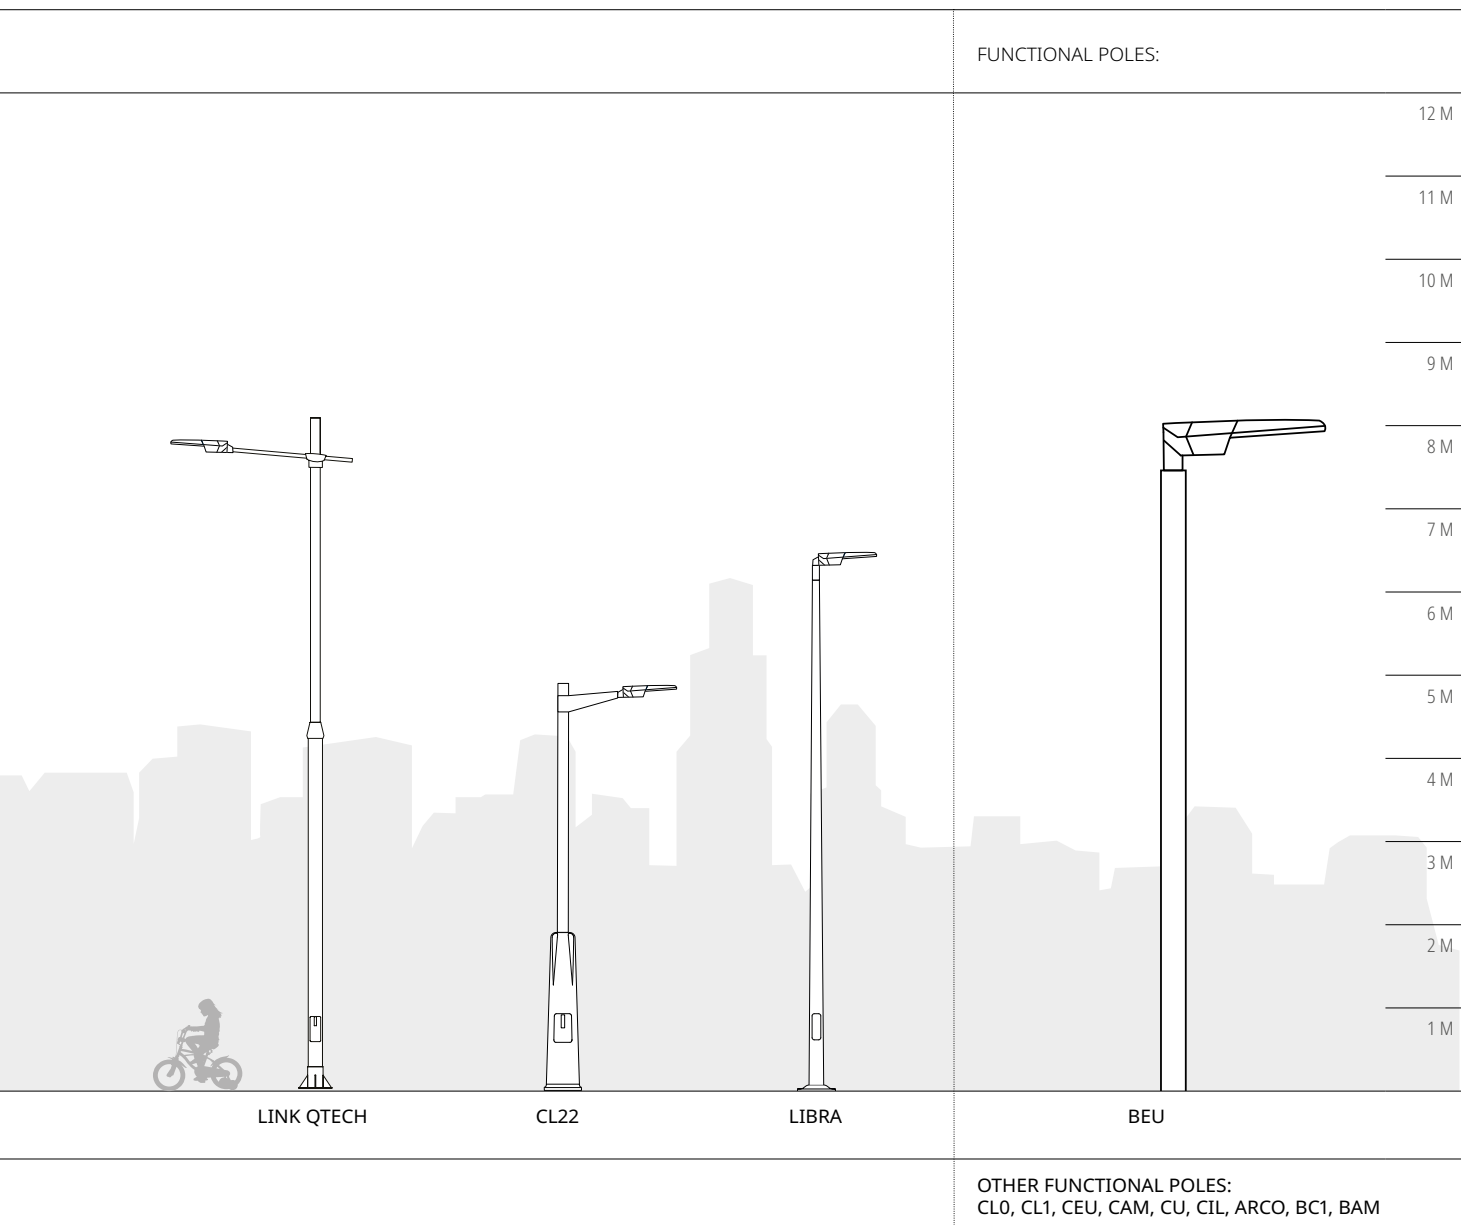 FUNCTIONAL POLES:
12 M
11 M
10 M
9 M
8 M
7 M
6 M
5 M
4 M
3 M
2 M
1 M
LINK QTECH
CL22
LIBRA
BEU
OTHER FUNCTIONAL POLES:
CL0, CL1, CEU, CAM, CU, CIL, ARCO, BC1, BAM